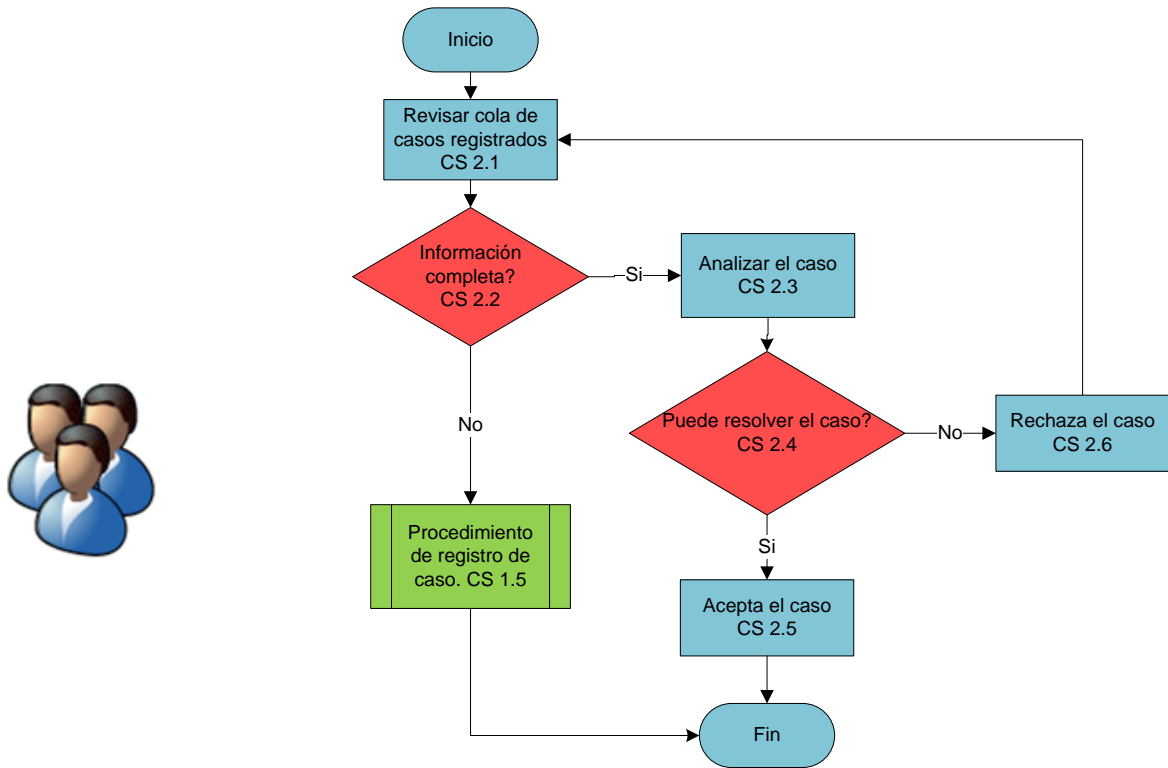 Inicio
Revisar cola de
casos registrados
CS 2.1
Información
completa?
CS 2.2
Si
Analizar el caso
CS 2.3
No
Puede resolver el caso?
CS 2.4
No
Rechaza el caso
CS 2.6
Procedimiento
de registro de
caso. CS 1.5
Si
Acepta el caso
CS 2.5
Fin